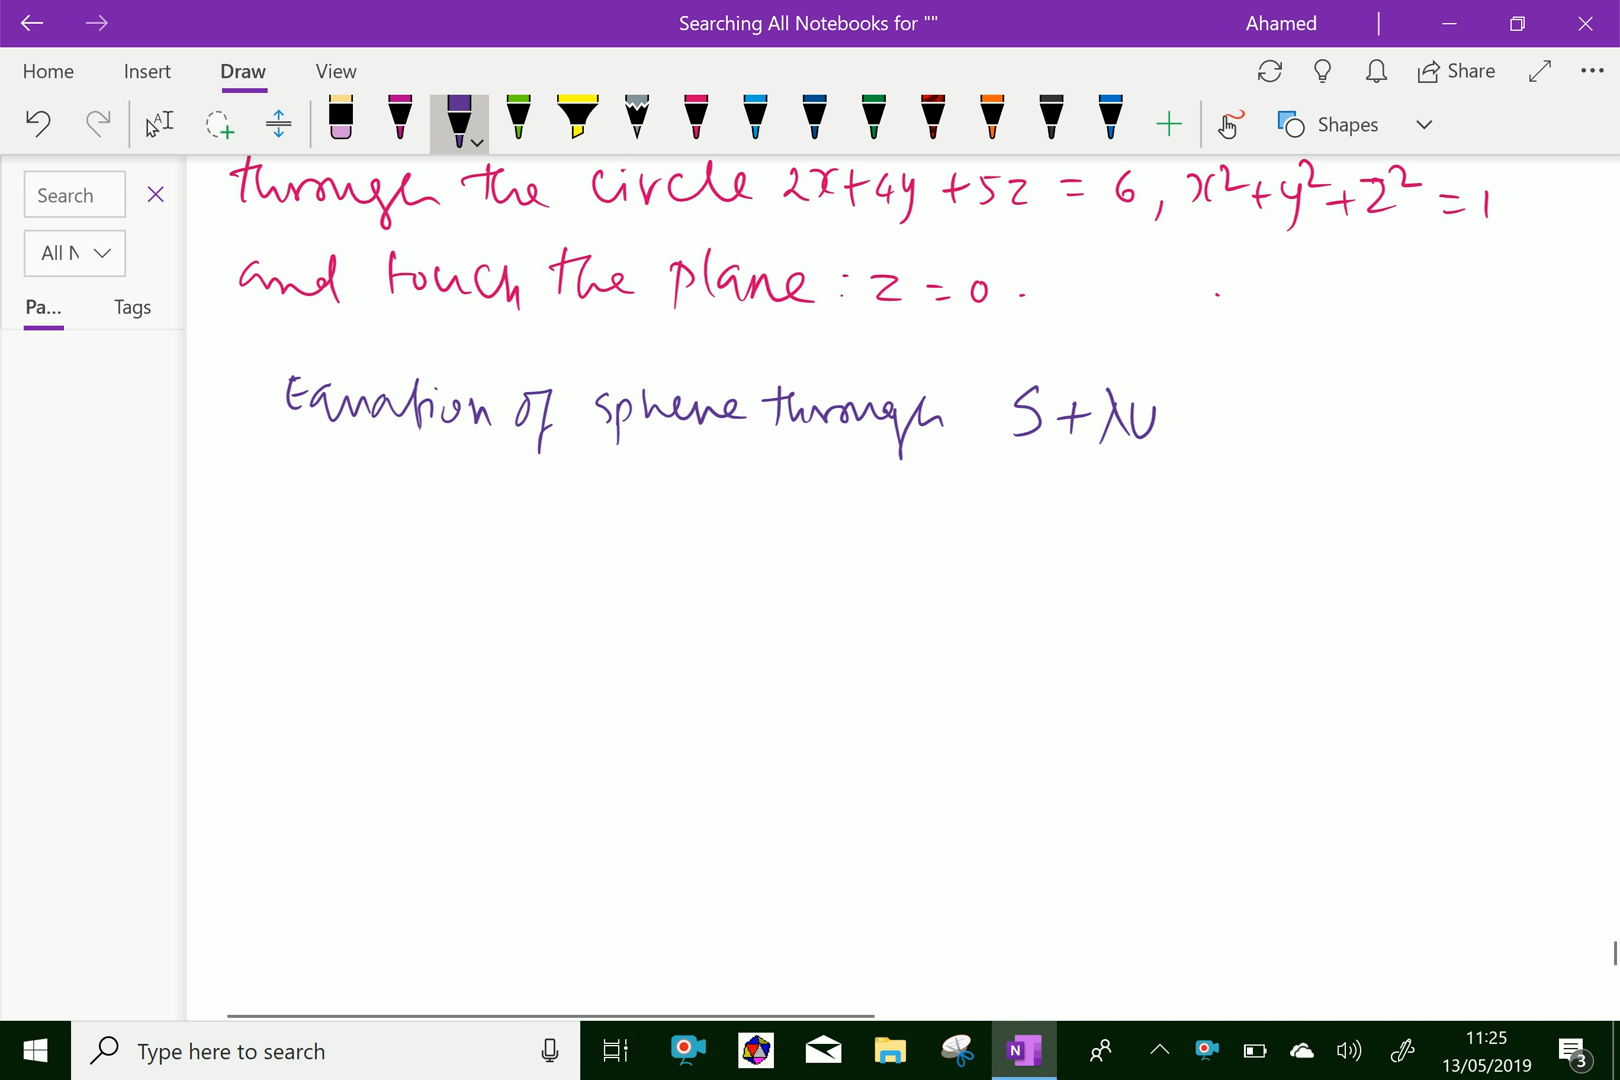 Searching All Notebooks for ""
Ahamed
Home Insert Draw View
Share
Shapes
Search
All N
Pa... Tags
through the circle 2x+4y+5z = 6, x²+y²+z² = 1
and touch the plane : z = 0 .
Equation of sphere through S+λU
Type here to search
N
11:25
13/05/2019
3